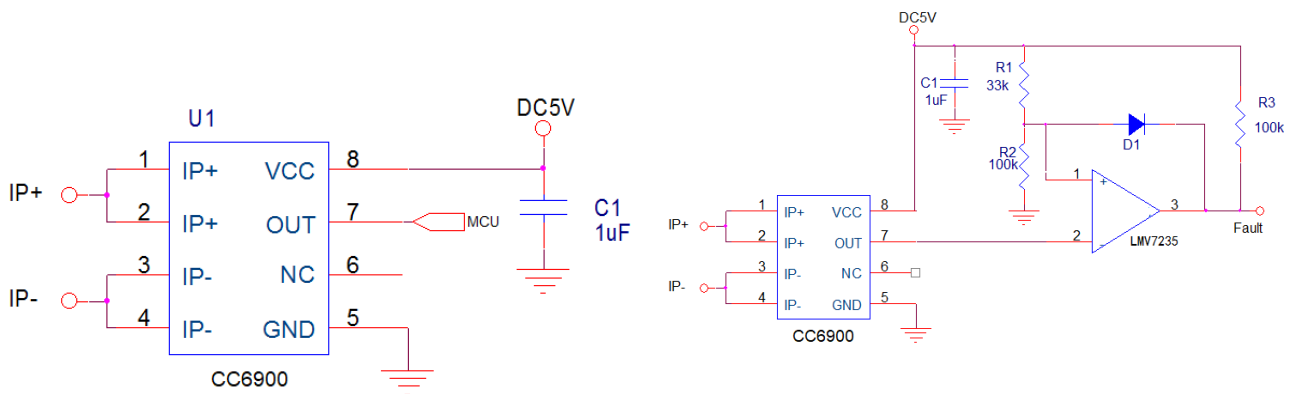 U1
DC5V
IP+
1 IP+ VCC 8
2 IP+ OUT 7 MCU
IP-
3 IP- NC 6
4 IP- GND 5
C1
1uF
CC6900
DC5V
C1
1uF
R1
33k
R3
100k
D1
R2
100k
1 +
2 -
3
LMV7235
Fault
IP+
1 IP+ VCC 8
2 IP+ OUT 7
IP-
3 IP- NC 6
4 IP- GND 5
CC6900